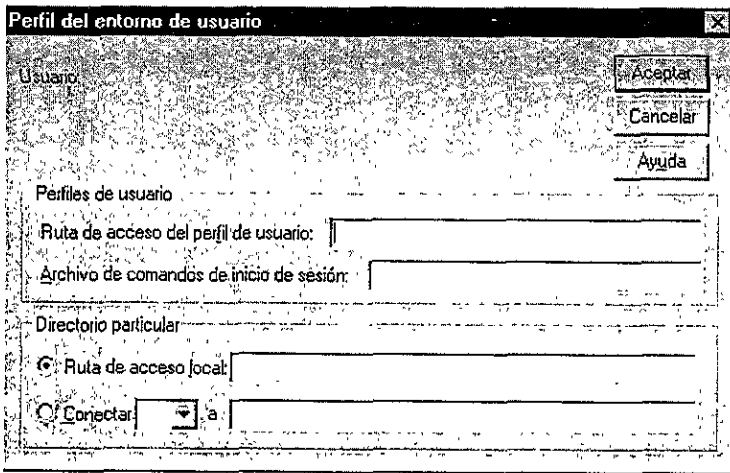 Perfil del entorno de usuario
Usuario:
Aceptar
Cancelar
Ayuda
Perfiles de usuario
Ruta de acceso del perfil de usuario:
Archivo de comandos de inicio de sesión:
Directorio particular
Ruta de acceso local:
Conectar a